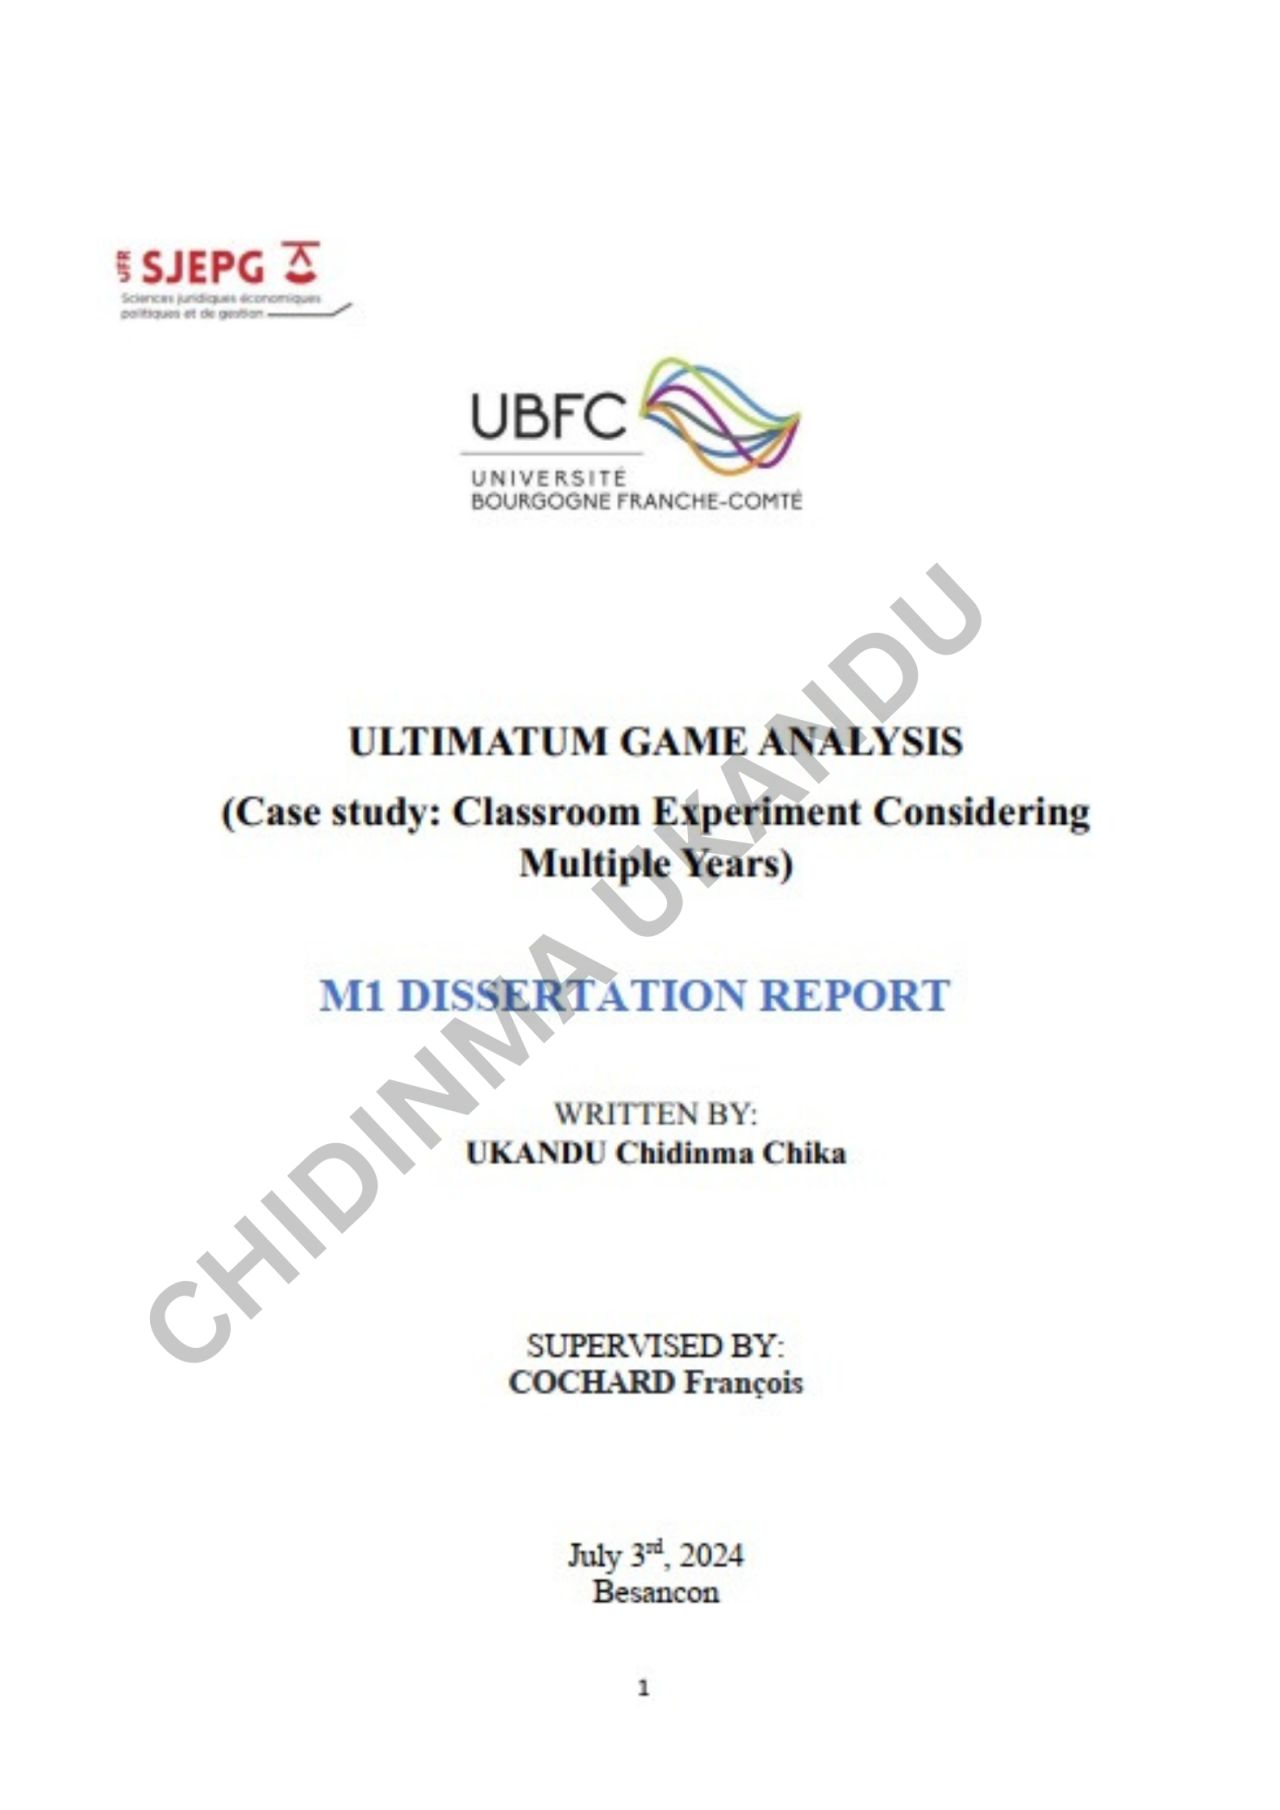 UFR SJEPG
Sciences juridiques économiques
politiques et de gestion
UBFC
UNIVERSITÉ
BOURGOGNE FRANCHE-COMTÉ
ULTIMATUM GAME ANALYSIS
(Case study: Classroom Experiment Considering
Multiple Years)
M1 DISSERTATION REPORT
WRITTEN BY:
UKANDU Chidinma Chika
SUPERVISED BY:
COCHARD François
July 3rd, 2024
Besancon
1
CHIDINMA UKANDU